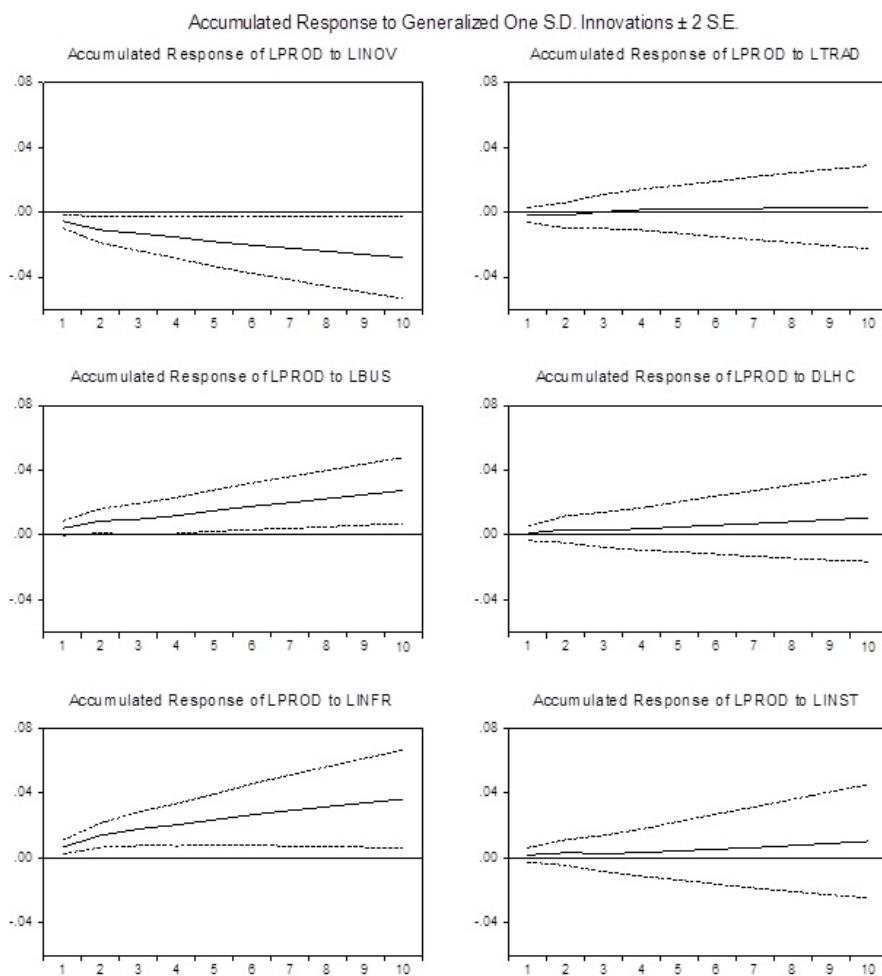 Accumulated Response to Generalized One S.D. Innovations ± 2 S.E.
Accumulated Response of LPROD to LINOV
.08
.04
.00
-.04
1 2 3 4 5 6 7 8 9 10
Accumulated Response of LPROD to LTRAD
.08
.04
.00
-.04
1 2 3 4 5 6 7 8 9 10
Accumulated Response of LPROD to LBUS
.08
.04
.00
-.04
1 2 3 4 5 6 7 8 9 10
Accumulated Response of LPROD to DLHC
.08
.04
.00
-.04
1 2 3 4 5 6 7 8 9 10
Accumulated Response of LPROD to LINFR
.08
.04
.00
-.04
1 2 3 4 5 6 7 8 9 10
Accumulated Response of LPROD to LINST
.08
.04
.00
-.04
1 2 3 4 5 6 7 8 9 10